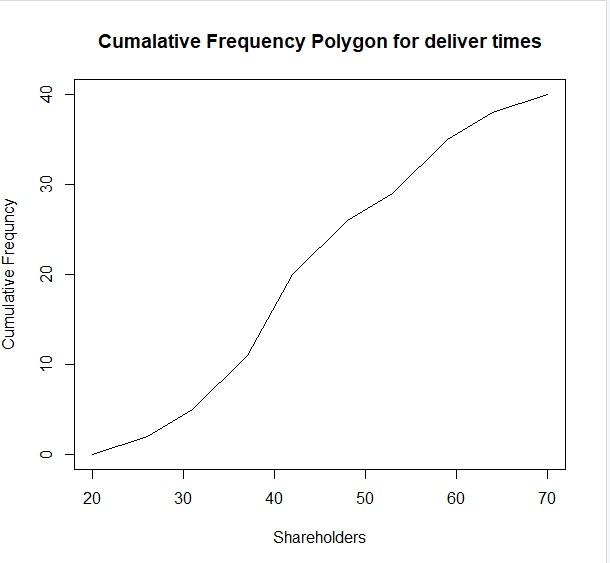 Cumalative Frequency Polygon for deliver times
Cumulative Frequncy
40
30
20
10
0
20 30 40 50 60 70
Shareholders